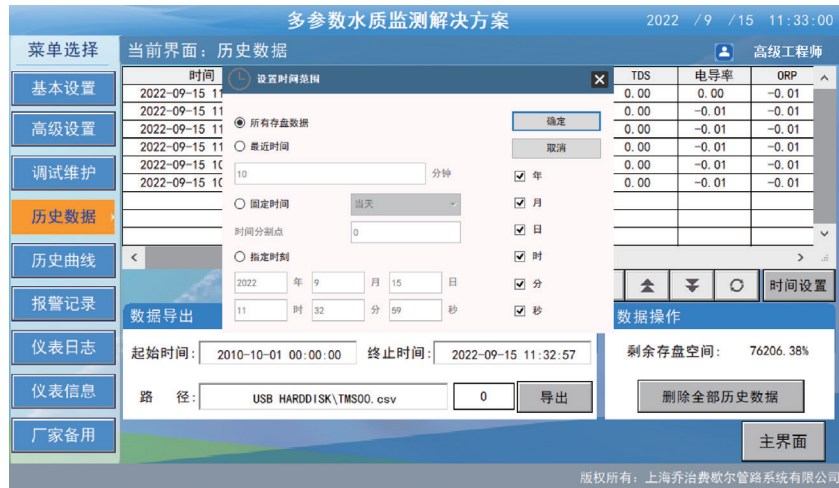 多参数水质监测解决方案
2022 /9 /15 11:33:00
菜单选择
当前界面：历史数据
高级工程师
基本设置
高级设置
调试维护
历史数据
历史曲线
报警记录
仪表日志
仪表信息
厂家备用
时间
TDS
电导率
ORP
2022-09-15 11
0.00
0.00
-0.01
2022-09-15 11
0.00
-0.01
-0.01
2022-09-15 11
0.00
-0.01
-0.01
2022-09-15 11
0.00
-0.01
-0.01
2022-09-15 10
0.00
-0.01
-0.01
2022-09-15 10
0.00
-0.01
-0.01
设置时间范围
所有存盘数据
确定
最近时间
取消
10 分钟
年
固定时间 当天
月
时间分割点 0
日
指定时刻
时
2022 年 9 月 15 日
分
11 时 32 分 59 秒
秒
时间设置
数据导出
起始时间: 2010-10-01 00:00:00 终止时间: 2022-09-15 11:32:57
路 径: USB HARDDISK\TMS00.csv 0 导出
数据操作
剩余存盘空间: 76206.38%
删除全部历史数据
主界面
版权所有：上海乔治费歇尔管路系统有限公司